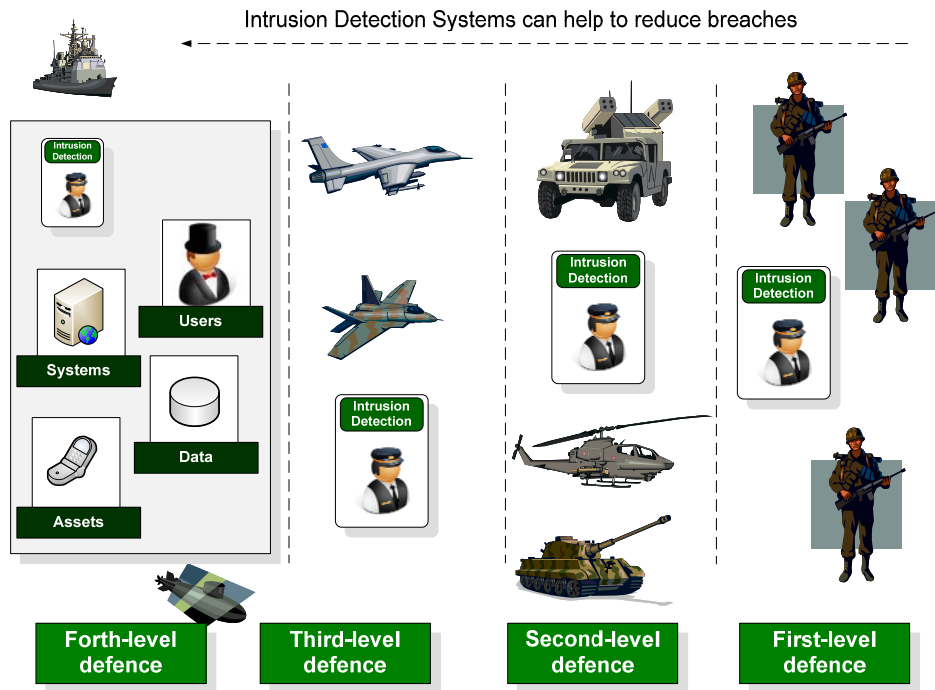 Intrusion Detection Systems can help to reduce breaches
Intrusion
Detection
Users
Systems
Data
Assets
Intrusion
Detection
Intrusion
Detection
Intrusion
Detection
Forth-level
defence
Third-level
defence
Second-level
defence
First-level
defence